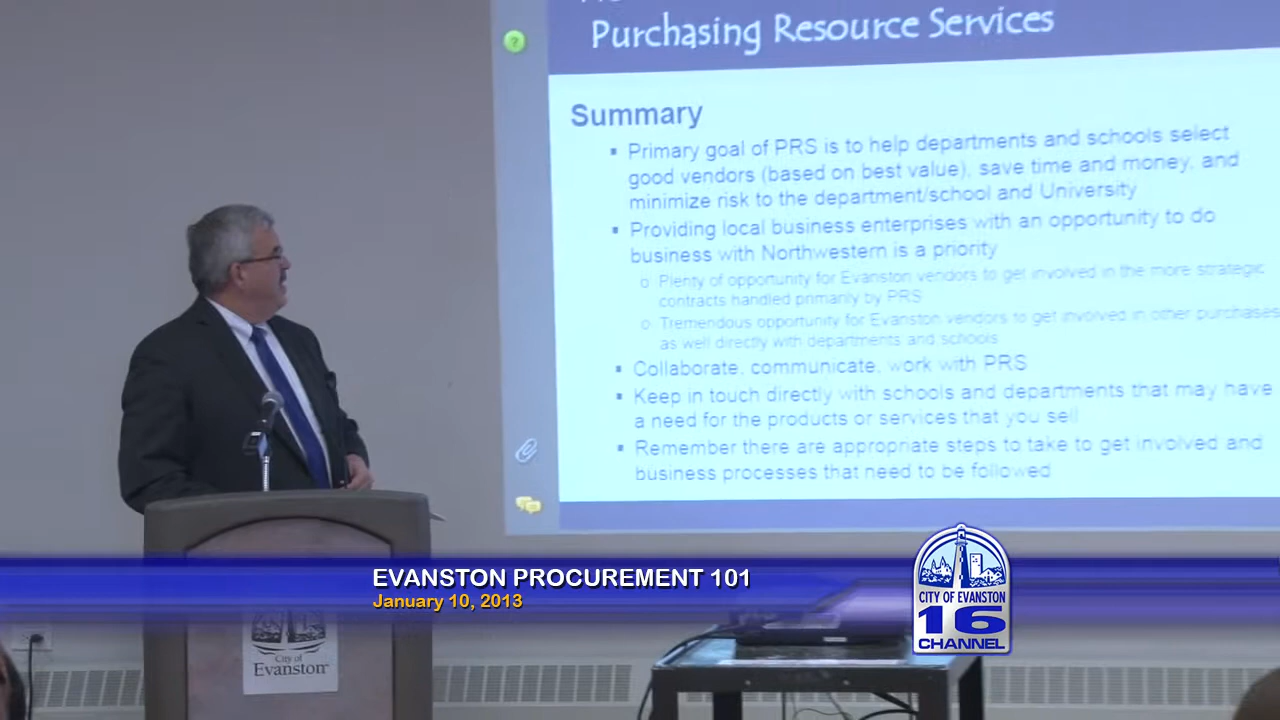 Purchasing Resource Services
?
Summary
Primary goal of PRS is to help departments and schools select
good vendors (based on best value), save time and money, and
minimize risk to the department/school and University
Providing local business enterprises with an opportunity to do
business with Northwestern is a priority
Plenty of opportunity for Evanston vendors to get involved in the more strategic
contracts handled primarily by PRS
Tremendous opportunity for Evanston vendors to get involved in other purchases
as well directly with departments and schools
Collaborate, communicate, work with PRS
Keep in touch directly with schools and departments that may have
a need for the products or services that you sell
Remember there are appropriate steps to take to get involved and
business processes that need to be followed
EVANSTON PROCUREMENT 101
January 10, 2013
CITY OF EVANSTON
16
CHANNEL
City of
Evanston